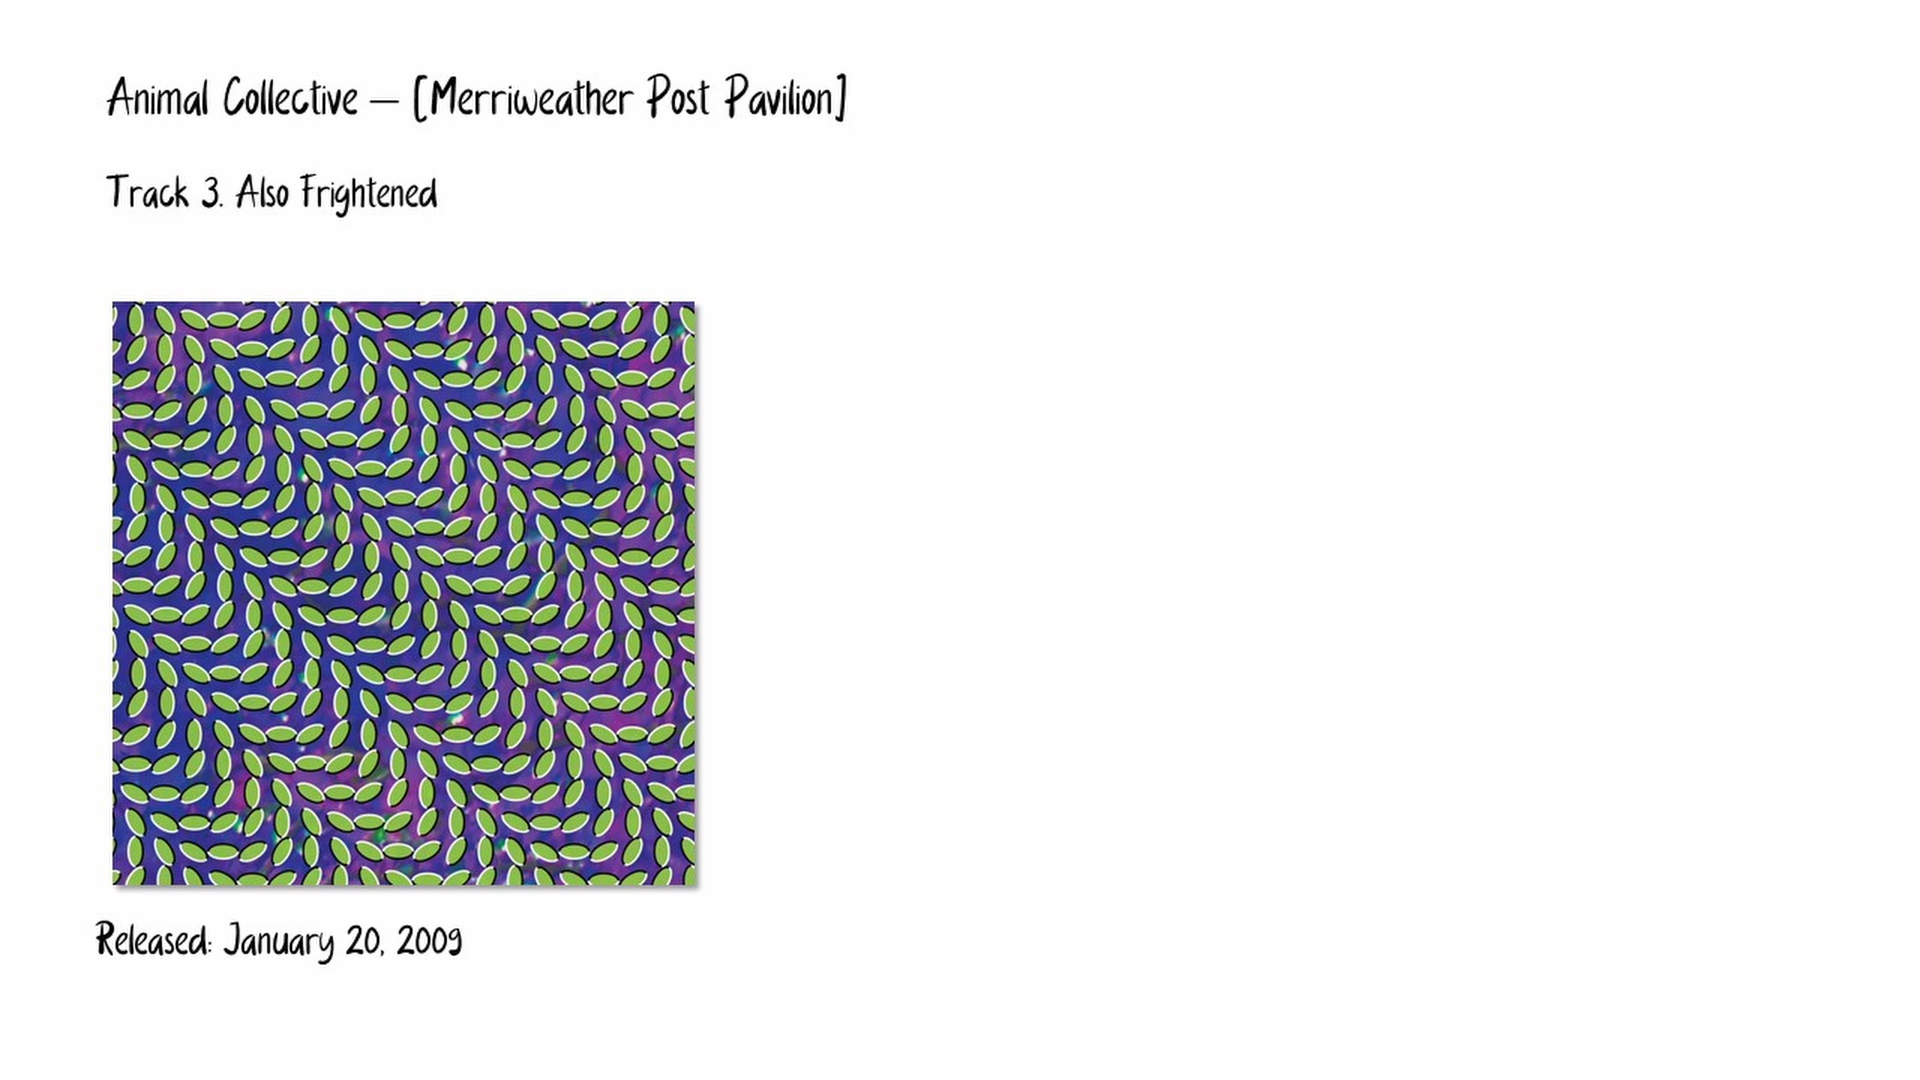 Animal Collective – [Merriweather Post Pavilion]
Track 3. Also Frightened
Released: January 20, 2009